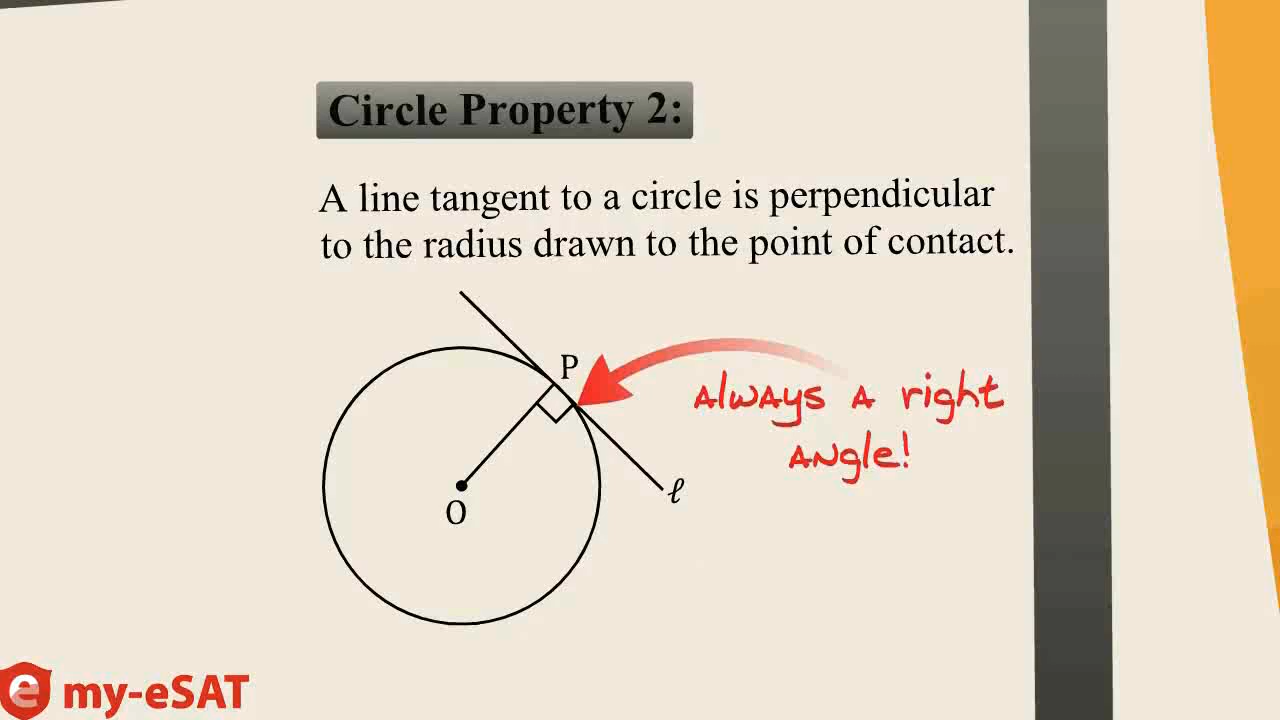 Circle Property 2:
A line tangent to a circle is perpendicular
to the radius drawn to the point of contact.
P
Always a right
angle!
ℓ
O
e my-eSAT